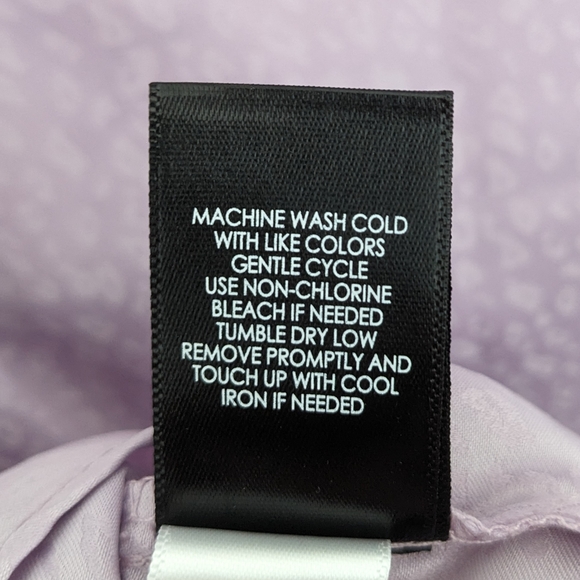 MACHINE WASH COLD
WITH LIKE COLORS
GENTLE CYCLE
USE NON-CHLORINE
BLEACH IF NEEDED
TUMBLE DRY LOW
REMOVE PROMPTLY AND
TOUCH UP WITH COOL
IRON IF NEEDED